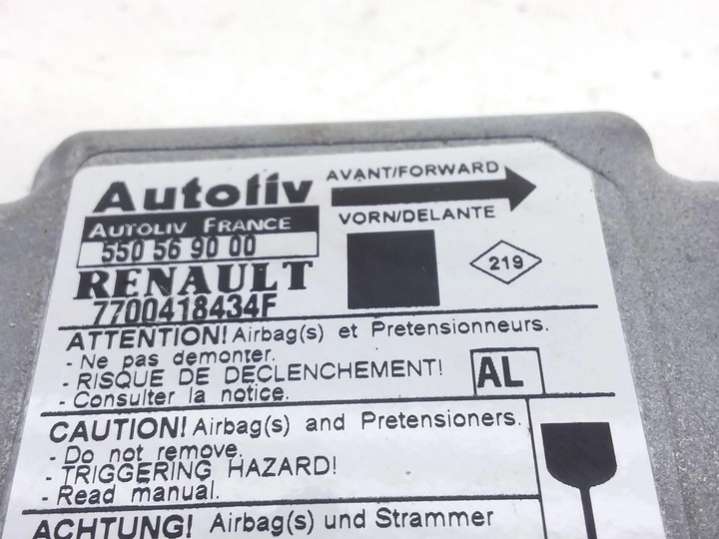 Autoliv
AVANT/FORWARD
AUTOLIV FRANCE
VORN/DELANTE
550 56 90 00
219
RENAULT
7700418434F
ATTENTION! Airbag(s) et Pretensionneurs.
- Ne pas demonter.
- RISQUE DE DECLENCHEMENT!
- Consulter la notice.
AL
CAUTION! Airbag(s) and Pretensioners.
- Do not remove.
- TRIGGERING HAZARD!
- Read manual.
ACHTUNG! Airbag(s) und Strammer